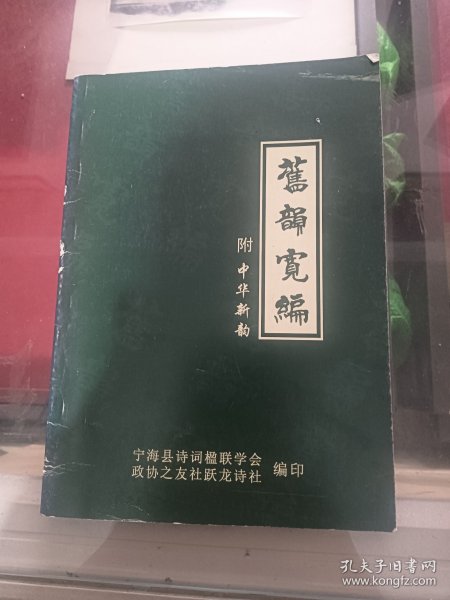 舊韻寬編
附 中华新韵
宁海县诗词楹联学会
政协之友社跃龙诗社
编印
孔夫子旧书网
www.kongfz.com